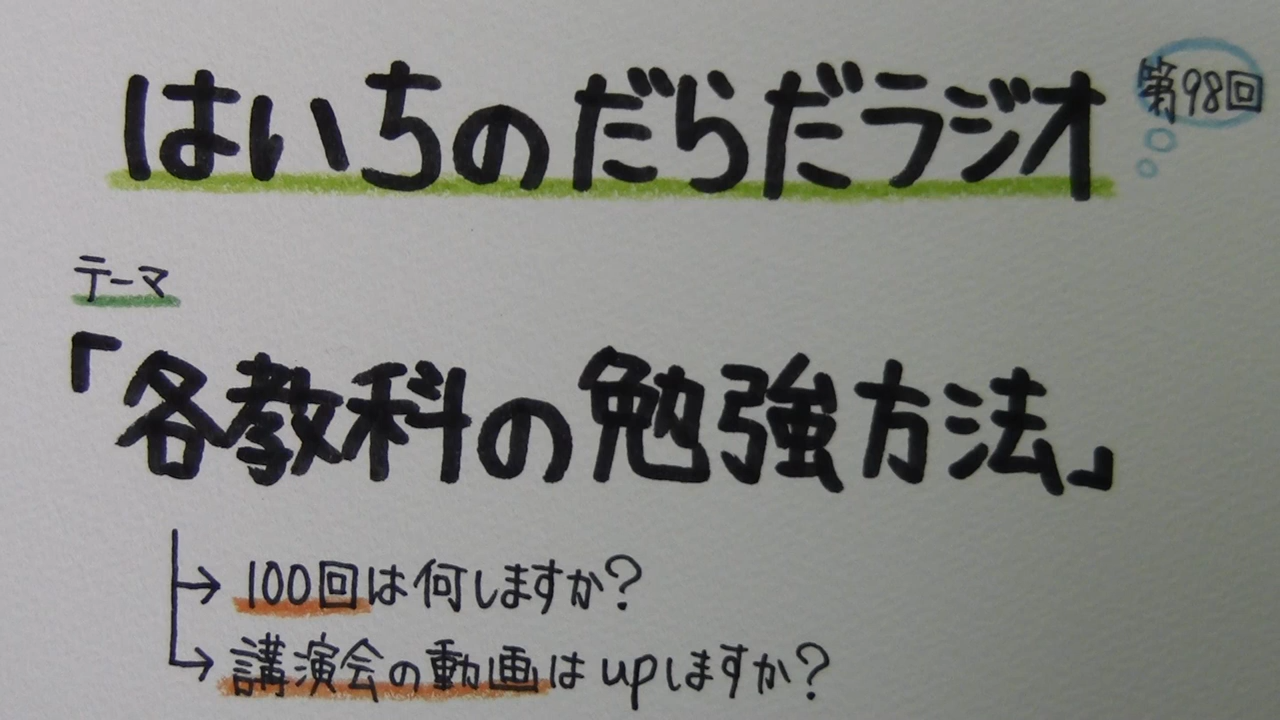 はいちのだらだラジオ
第98回
テーマ
「各教科の勉強方法」
100回は何しますか?
講演会の動画はupしますか?